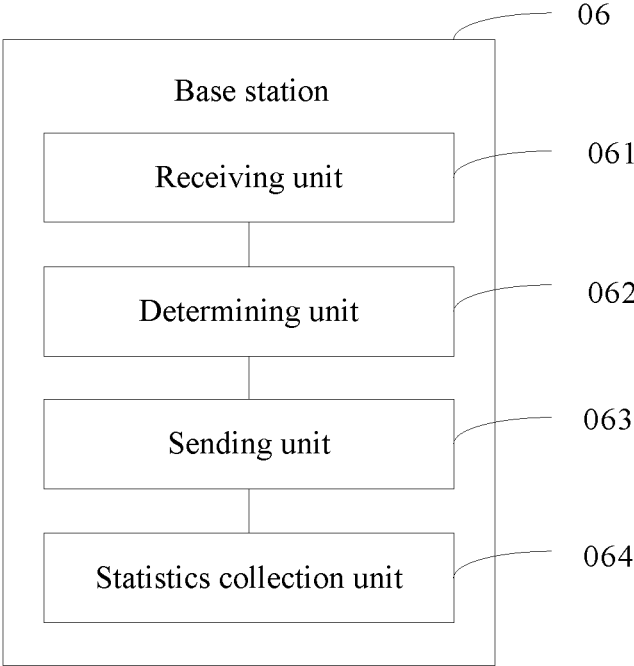 06
Base station
Receiving unit
061
Determining unit
062
Sending unit
063
Statistics collection unit
064